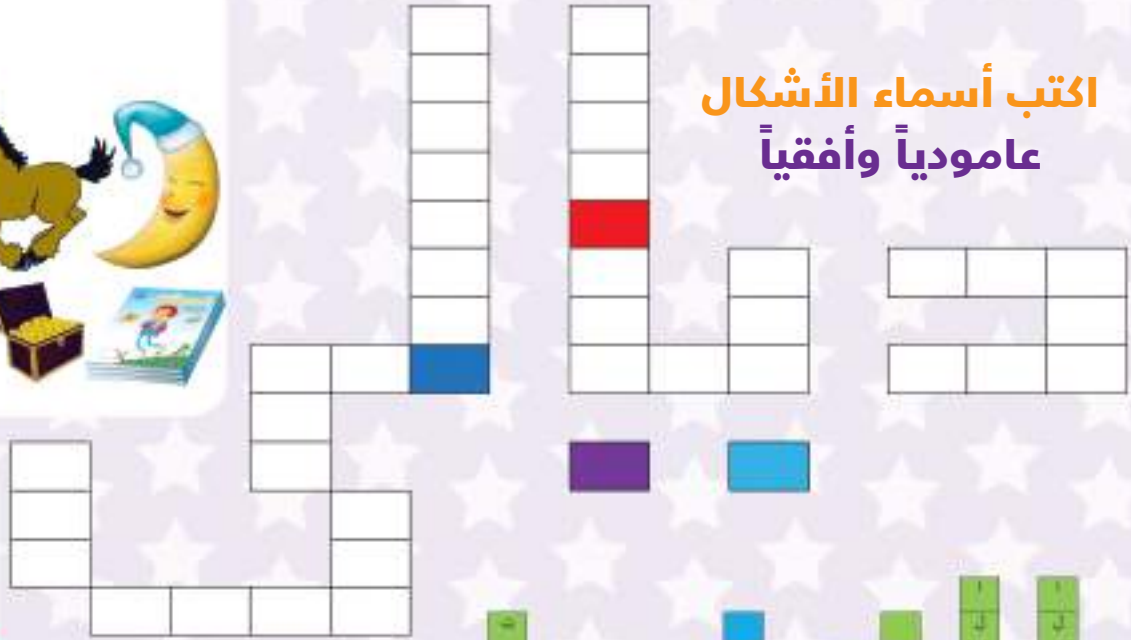 اكتب أسماء الأشكال
عامودياً وأفقياً
ا
ا
ل
ل